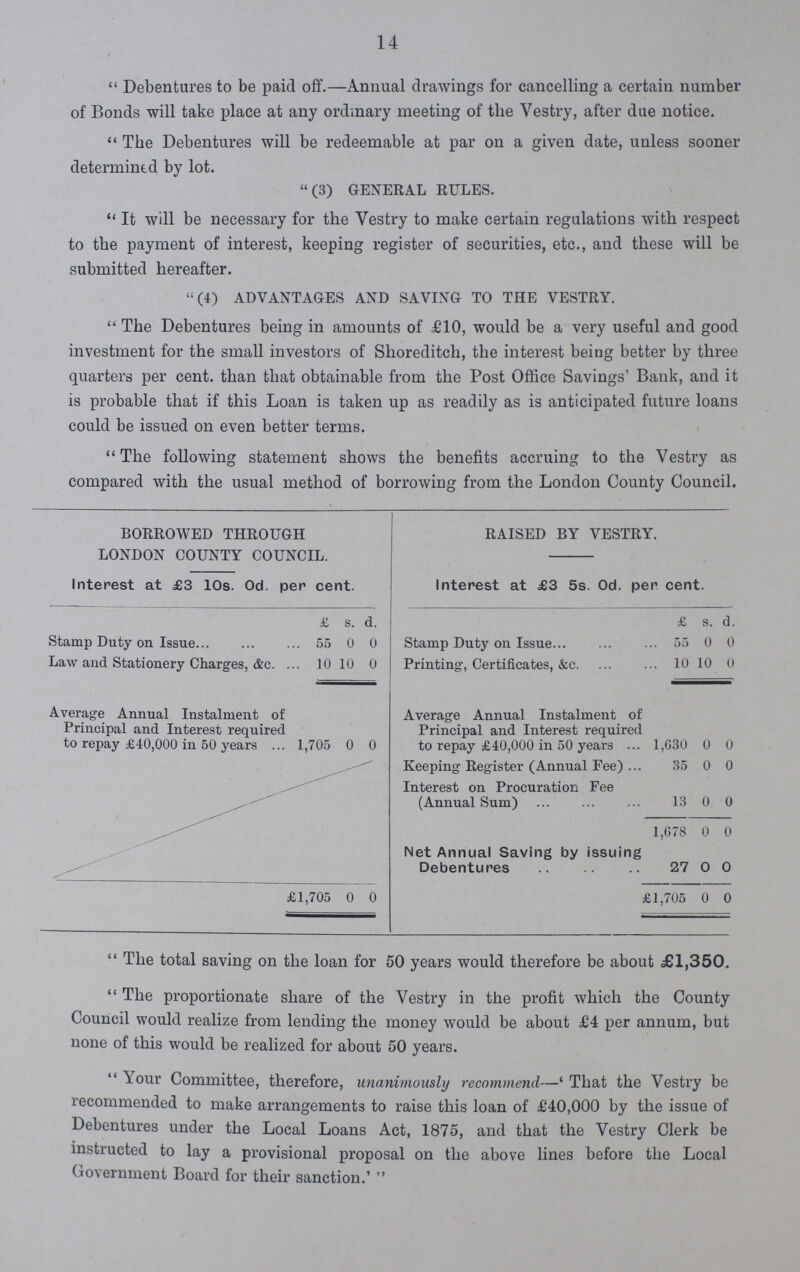 14
“ Debentures to be paid off.—Annual drawings for cancelling a certain number
of Bonds will take place at any ordinary meeting of the Vestry, after due notice.
“ The Debentures will be redeemable at par on a given date, unless sooner
determined by lot.
“ (3) GENERAL RULES.
“ It will be necessary for the Vestry to make certain regulations with respect
to the payment of interest, keeping register of securities, etc., and these will be
submitted hereafter.
“ (4) ADVANTAGES AND SAVING TO THE VESTRY.
“ The Debentures being in amounts of £10, would be a very useful and good
investment for the small investors of Shoreditch, the interest being better by three
quarters per cent. than that obtainable from the Post Office Savings’ Bank, and it
is probable that if this Loan is taken up as readily as is anticipated future loans
could be issued on even better terms.
“ The following statement shows the benefits accruing to the Vestry as
compared with the usual method of borrowing from the London County Council.
BORROWED THROUGH
LONDON COUNTY COUNCIL.
Interest at £3 10s. 0d. per cent.
£ s. d.
Stamp Duty on Issue... ... ... 55 0 0
Law and Stationery Charges, &c. ... 10 10 0
Average Annual Instalment of
Principal and Interest required
to repay £40,000 in 50 years ... 1,705 0 0
£1,705 0 0
RAISED BY VESTRY.
Interest at £3 5s. 0d. per cent.
£ s. d.
Stamp Duty on Issue... ... ... 55 0 0
Printing, Certificates, &c. ... ... 10 10 0
Average Annual Instalment of
Principal and Interest required
to repay £40,000 in 50 years ... 1,630 0 0
Keeping Register (Annual Fee) ... 35 0 0
Interest on Procuration Fee
(Annual Sum) ... ... ... 13 0 0
1,678 0 0
Net Annual Saving by issuing
Debentures .. .. .. 27 0 0
£1,705 0 0
“ The total saving on the loan for 50 years would therefore be about £1,350.
“ The proportionate share of the Vestry in the profit which the County
Council would realize from lending the money would be about £4 per annum, but
none of this would be realized for about 50 years.
“ Your Committee, therefore, unanimously recommend—‘ That the Vestry be
recommended to make arrangements to raise this loan of £40,000 by the issue of
Debentures under the Local Loans Act, 1875, and that the Vestry Clerk be
instructed to lay a provisional proposal on the above lines before the Local
Government Board for their sanction.’ ”